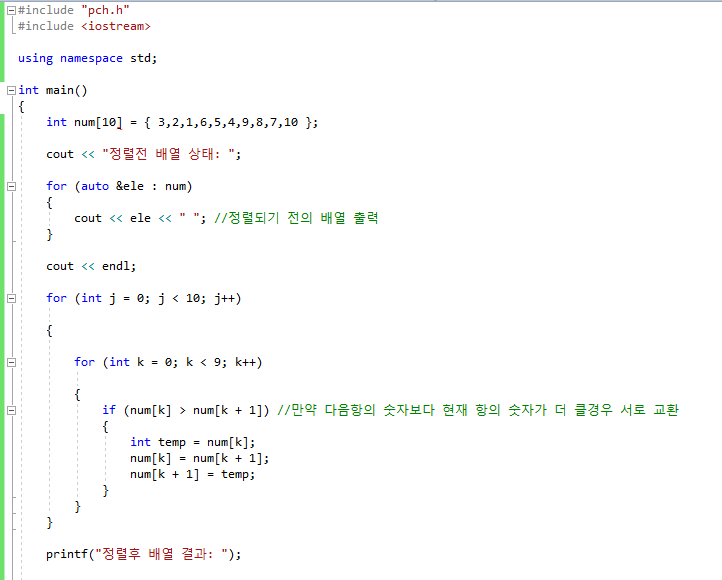 #include "pch.h"
#include <iostream>
using namespace std;
int main()
{
int num[10] = { 3,2,1,6,5,4,9,8,7,10 };
cout << "정렬전 배열 상태: ";
for (auto &ele : num)
{
cout << ele << " "; //정렬되기 전의 배열 출력
}
cout << endl;
for (int j = 0; j < 10; j++)
{
for (int k = 0; k < 9; k++)
{
if (num[k] > num[k + 1]) //만약 다음항의 숫자보다 현재 항의 숫자가 더 클경우 서로 교환
{
int temp = num[k];
num[k] = num[k + 1];
num[k + 1] = temp;
}
}
}
printf("정렬후 배열 결과: ");